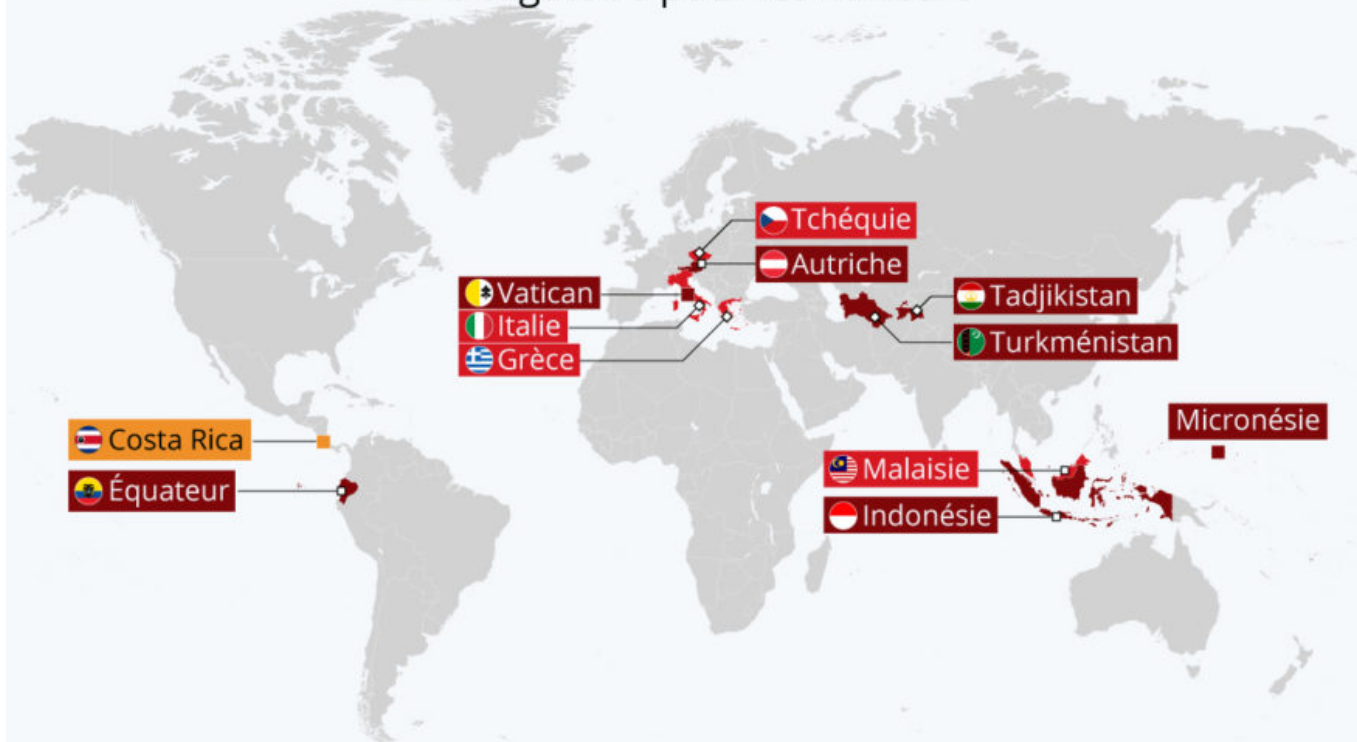 Tchéquie
Autriche
Vatican
Italie
Grèce
Tadjikistan
Turkménistan
Costa Rica
Équateur
Micronésie
Malaisie
Indonésie